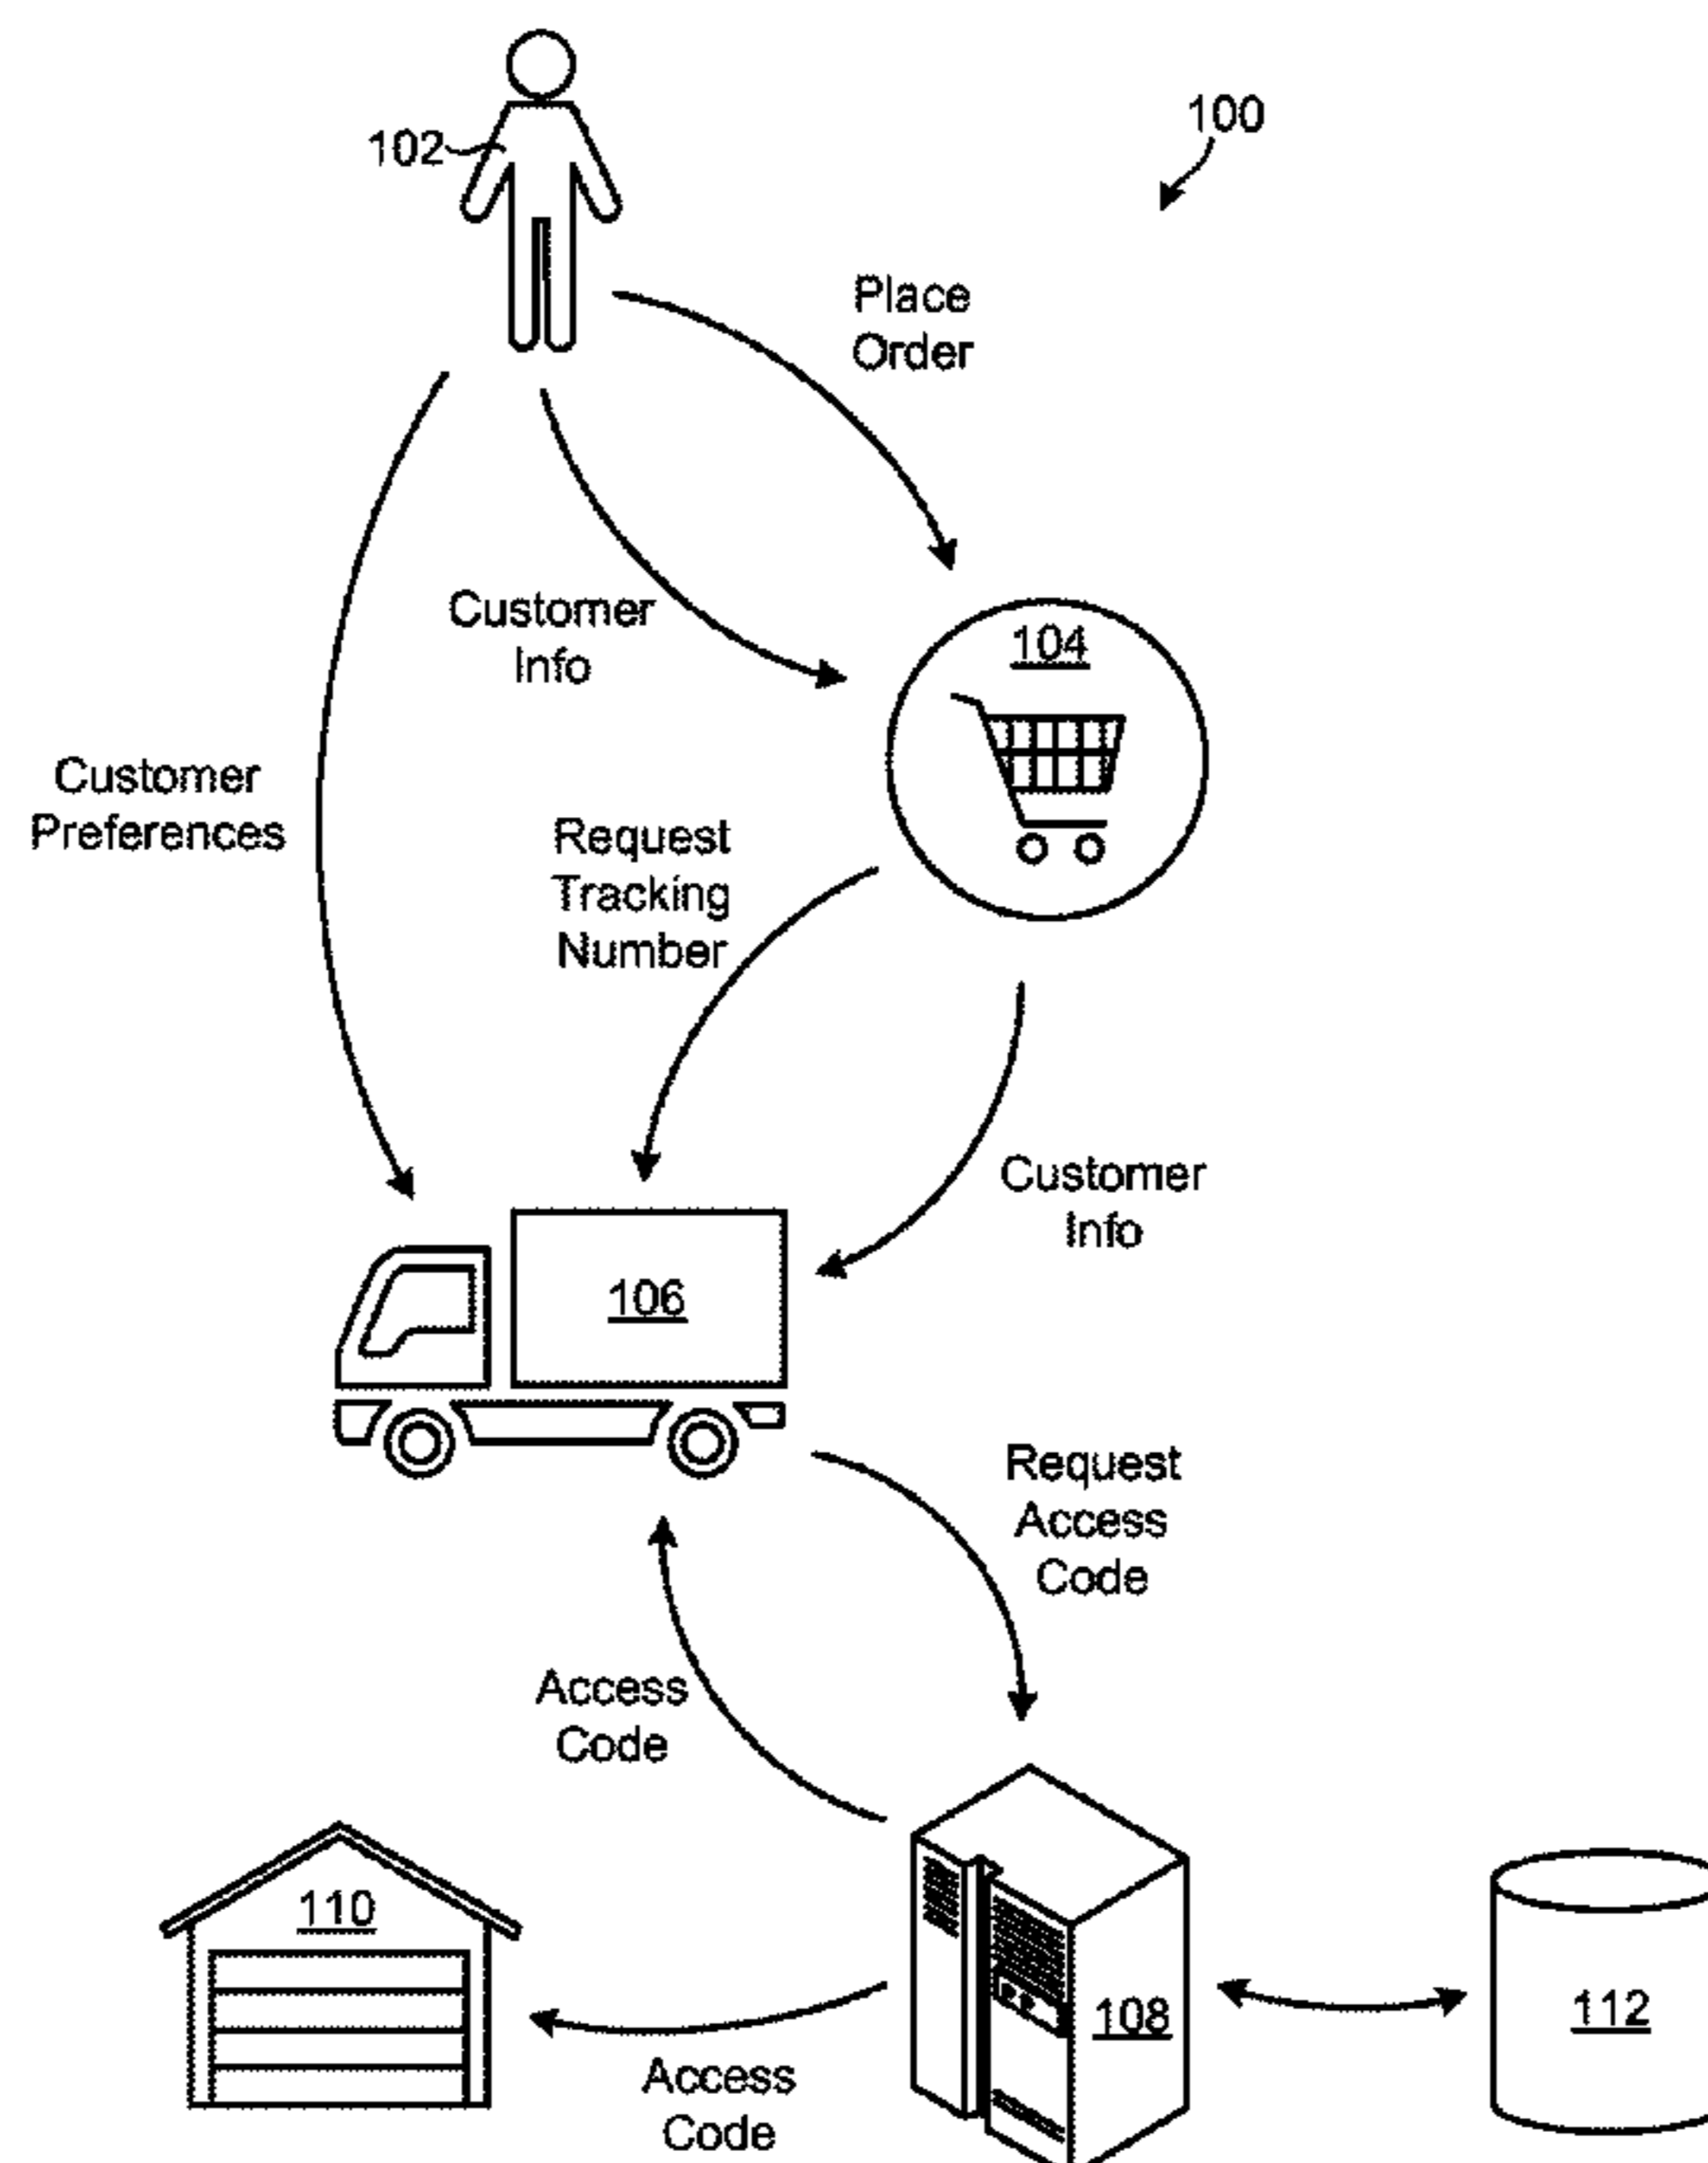 102
100
Place
Order
Customer
Info
104
Customer
Preferences
Request
Tracking
Number
Customer
Info
106
Request
Access
Code
Access
Code
110
108
112
Access
Code